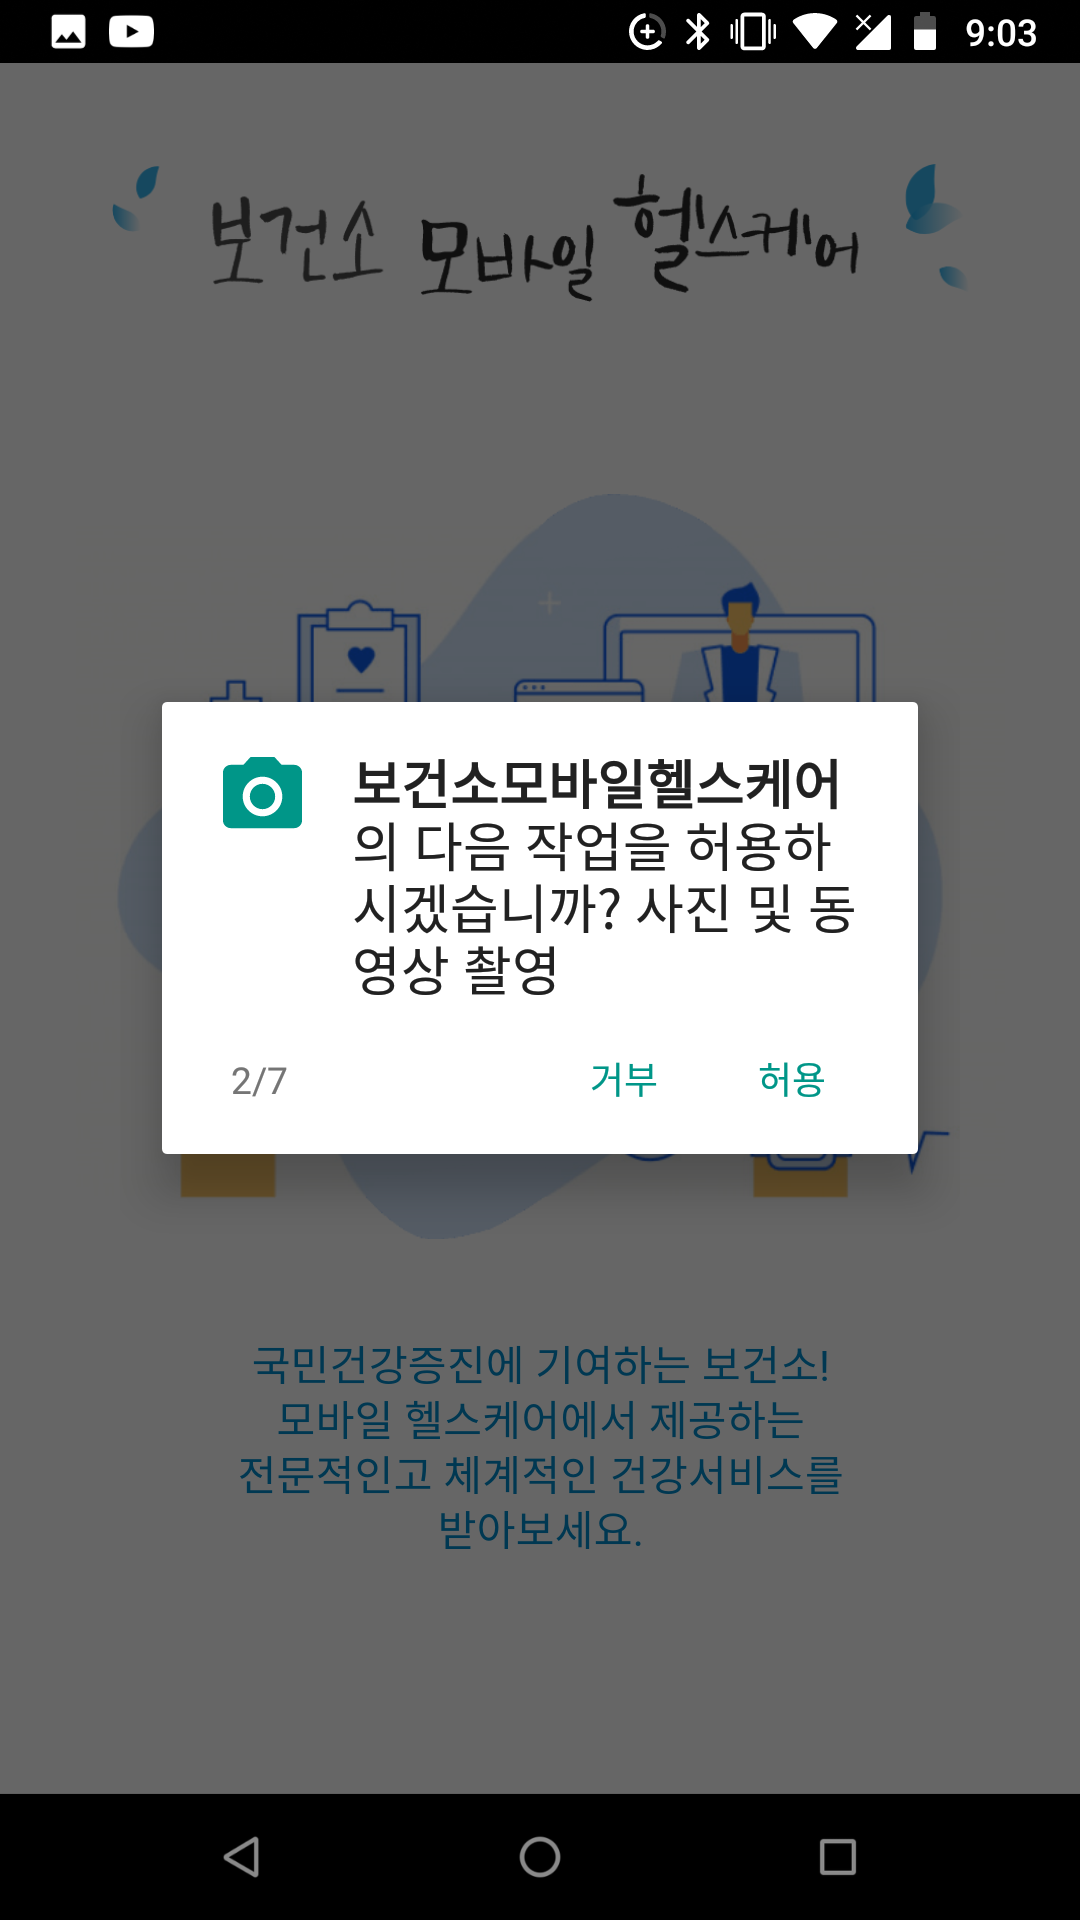 9:03
보건소 모바일 헬스케어
보건소모바일헬스케어
의 다음 작업을 허용하
시겠습니까? 사진 및 동
영상 촬영
2/7 거부 허용
국민건강증진에 기여하는 보건소!
모바일 헬스케어에서 제공하는
전문적인고 체계적인 건강서비스를
받아보세요.